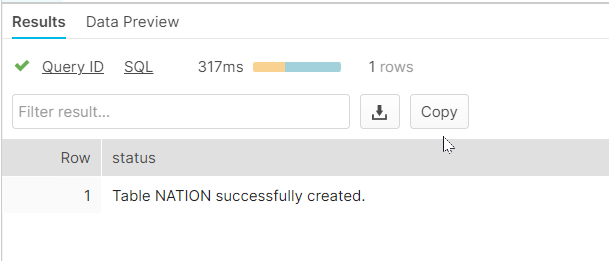 Results Data Preview
Query ID SQL 317ms 1 rows
Filter result... Copy
Row status
1 Table NATION successfully created.